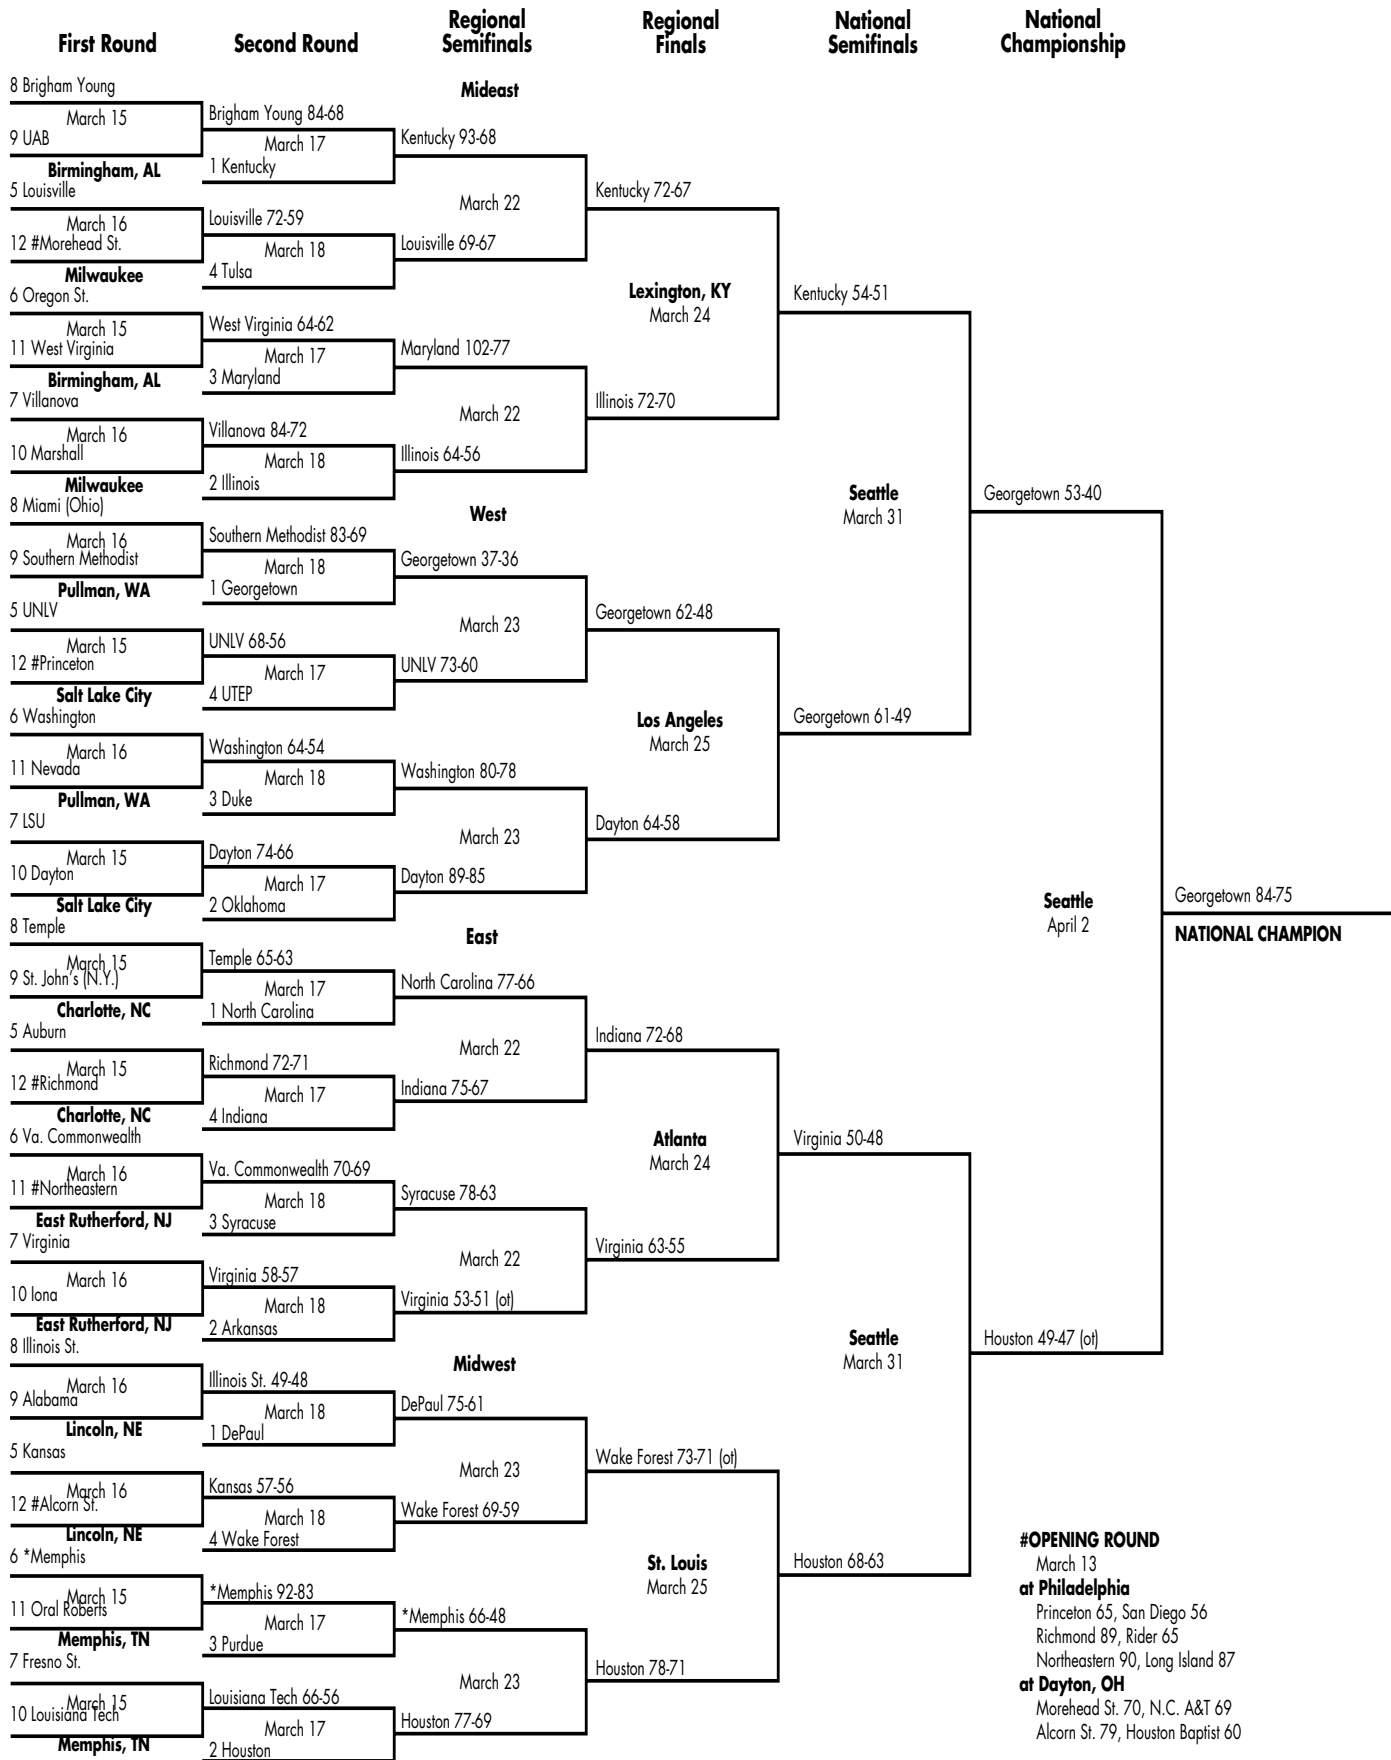 First Round
Second Round
Regional
Semifinals
Regional
Finals
National
Semifinals
National
Championship
8 Brigham Young
March 15
9 UAB
Birmingham, AL
5 Louisville
March 16
12 #Morehead St.
Milwaukee
6 Oregon St.
March 15
11 West Virginia
Birmingham, AL
7 Villanova
March 16
10 Marshall
Milwaukee
8 Miami (Ohio)
March 16
9 Southern Methodist
Pullman, WA
5 UNLV
March 15
12 #Princeton
Salt Lake City
6 Washington
March 16
11 Nevada
Pullman, WA
7 LSU
March 15
10 Dayton
Salt Lake City
8 Temple
March 15
9 St. John's (N.Y.)
Charlotte, NC
5 Auburn
March 15
12 #Richmond
Charlotte, NC
6 Va. Commonwealth
March 16
11 #Northeastern
East Rutherford, NJ
7 Virginia
March 16
10 Iona
East Rutherford, NJ
8 Illinois St.
March 16
9 Alabama
Lincoln, NE
5 Kansas
March 16
12 #Alcorn St.
Lincoln, NE
6 *Memphis
March 15
11 Oral Roberts
Memphis, TN
7 Fresno St.
March 15
10 Louisiana Tech
Memphis, TN
Brigham Young 84-68
March 17
1 Kentucky
Louisville 72-59
March 18
4 Tulsa
West Virginia 64-62
March 17
3 Maryland
Villanova 84-72
March 18
2 Illinois
Southern Methodist 83-69
March 18
1 Georgetown
UNLV 68-56
March 17
4 UTEP
Washington 64-54
March 18
3 Duke
Dayton 74-66
March 17
2 Oklahoma
Temple 65-63
March 17
1 North Carolina
Richmond 72-71
March 17
4 Indiana
Va. Commonwealth 70-69
March 18
3 Syracuse
Virginia 58-57
March 18
2 Arkansas
Illinois St. 49-48
March 18
1 DePaul
Kansas 57-56
March 18
4 Wake Forest
*Memphis 92-83
March 17
3 Purdue
Louisiana Tech 66-56
March 17
2 Houston
Mideast
Kentucky 93-68
March 22
Louisville 69-67
Maryland 102-77
March 22
Illinois 64-56
West
Georgetown 37-36
March 23
UNLV 73-60
Washington 80-78
March 23
Dayton 89-85
East
North Carolina 77-66
March 22
Indiana 75-67
Syracuse 78-63
March 22
Virginia 53-51 (ot)
Midwest
DePaul 75-61
March 23
Wake Forest 69-59
*Memphis 66-48
March 23
Houston 77-69
Kentucky 72-67
Lexington, KY
March 24
Illinois 72-70
Georgetown 62-48
Los Angeles
March 25
Dayton 64-58
Indiana 72-68
Atlanta
March 24
Virginia 63-55
Wake Forest 73-71 (ot)
St. Louis
March 25
Houston 78-71
Kentucky 54-51
Seattle
March 31
Georgetown 61-49
Virginia 50-48
Seattle
March 31
Houston 68-63
Georgetown 53-40
Seattle
April 2
Houston 49-47 (ot)
Georgetown 84-75
NATIONAL CHAMPION
#OPENING ROUND
March 13
at Philadelphia
Princeton 65, San Diego 56
Richmond 89, Rider 65
Northeastern 90, Long Island 87
at Dayton, OH
Morehead St. 70, N.C. A&T 69
Alcorn St. 79, Houston Baptist 60